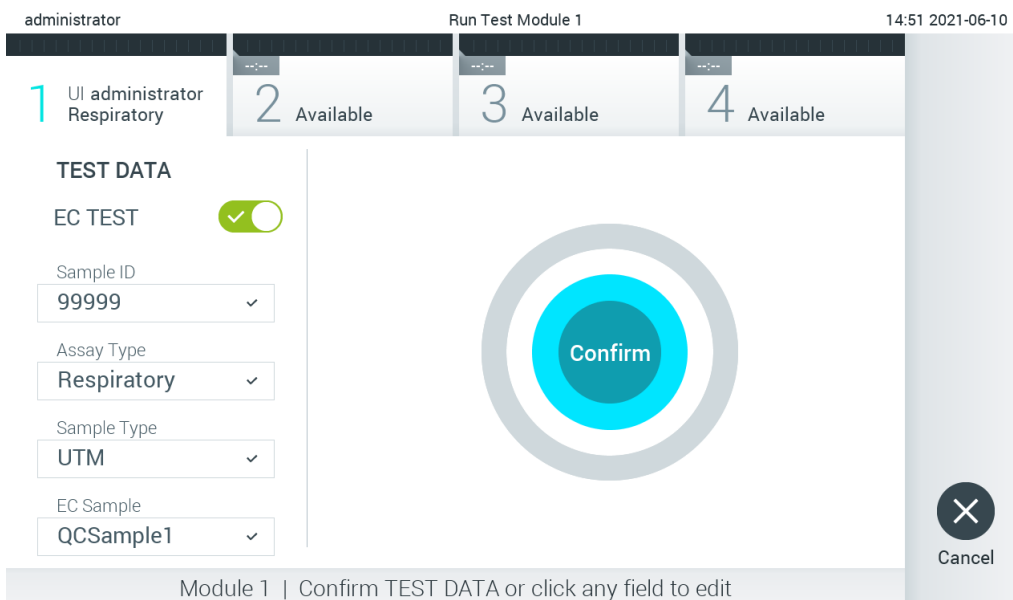 administrator
Run Test Module 1
14:51 2021-06-10
1
UI administrator
Respiratory
--:--
2
Available
--:--
3
Available
--:--
4
Available
TEST DATA
EC TEST
Sample ID
99999
Assay Type
Respiratory
Sample Type
UTM
EC Sample
QCSample1
Confirm
Cancel
Module 1 | Confirm TEST DATA or click any field to edit